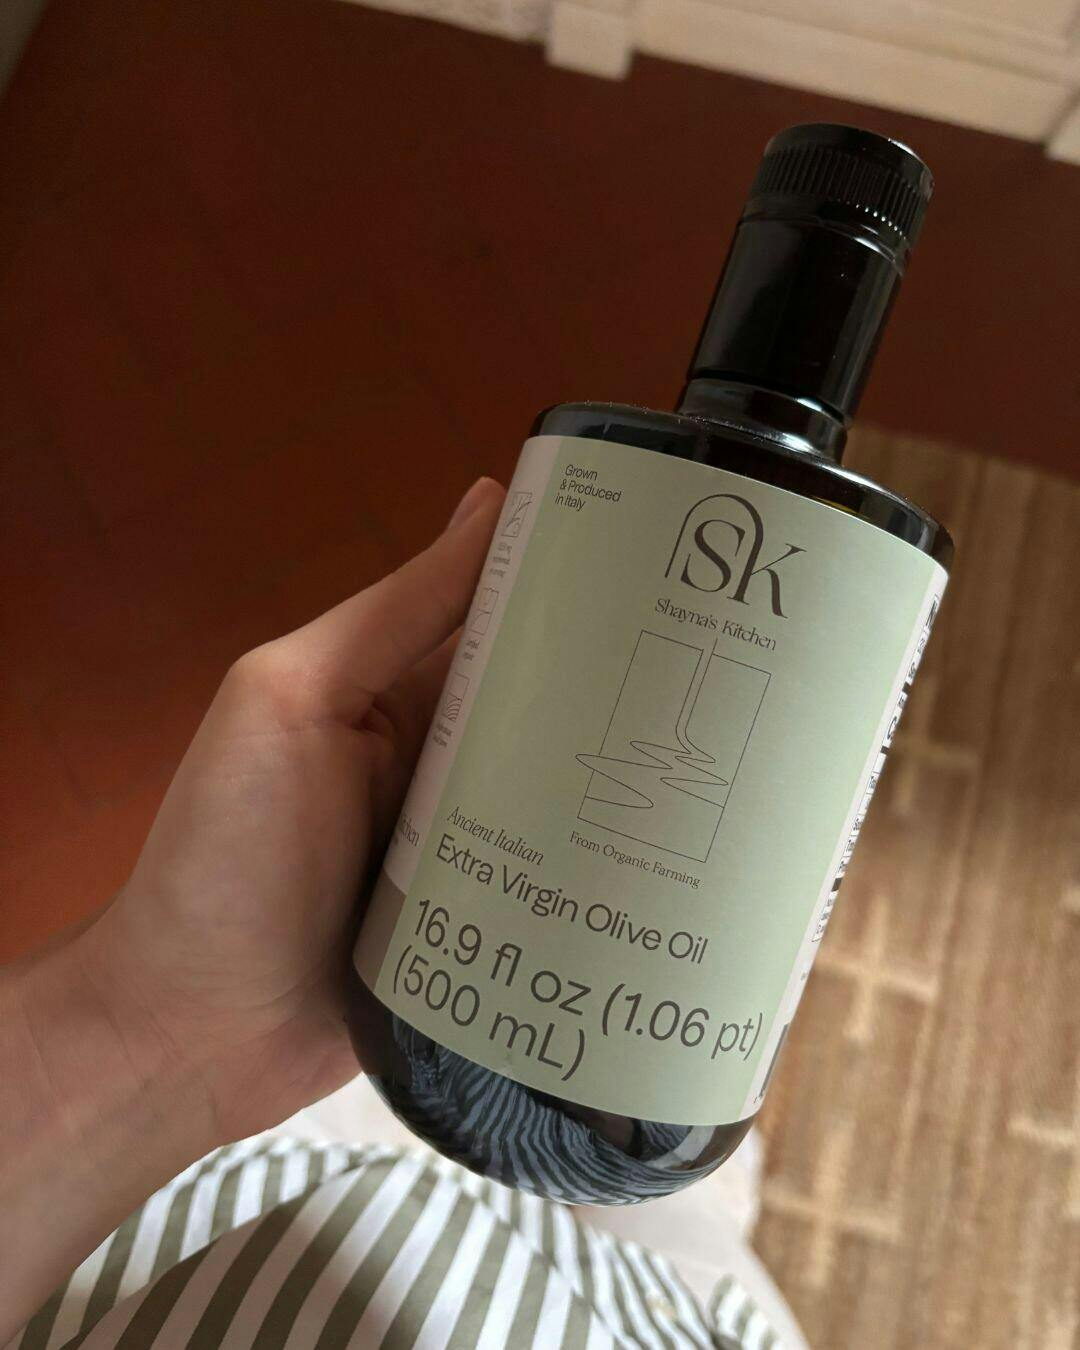 Grown
& Produced
in Italy
SK
Shayna's Kitchen
From Organic Farming
Ancient Italian
Extra Virgin Olive Oil
16.9 fl oz (1.06 pt)
(500 mL)